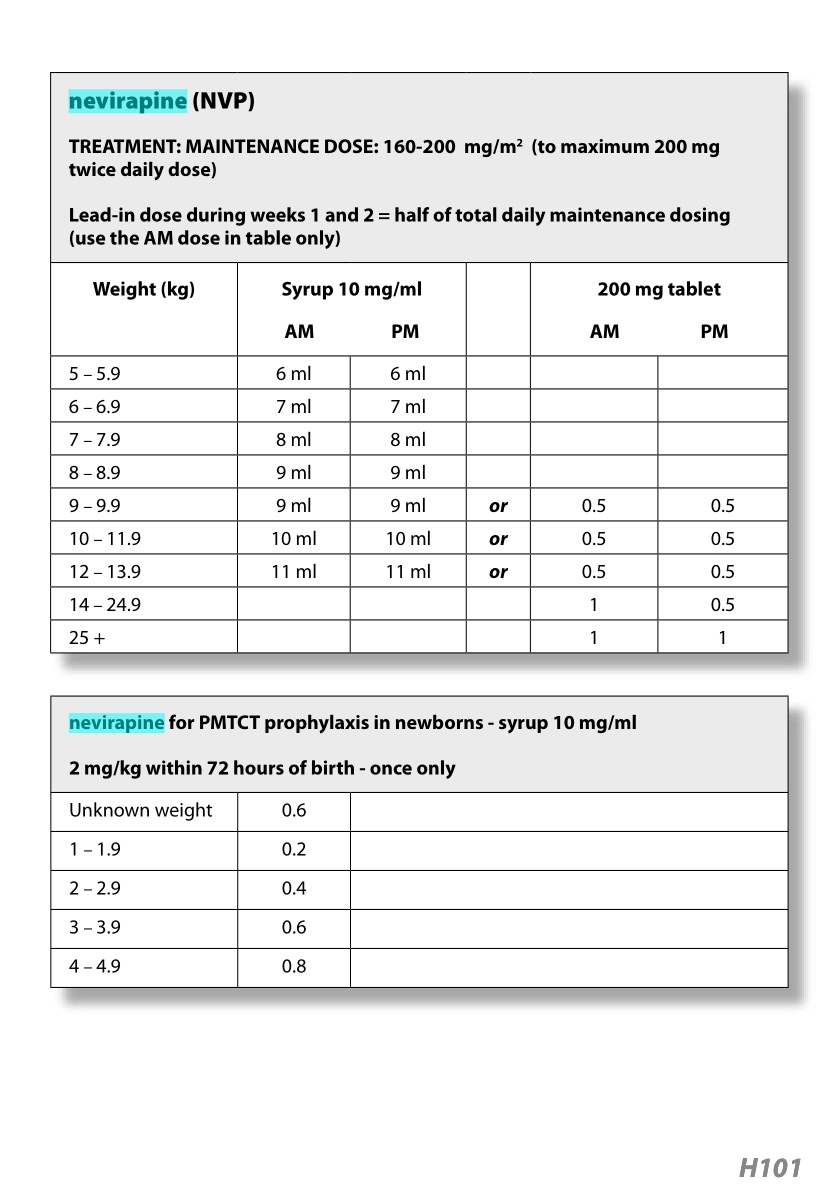 nevirapine (NVP)
TREATMENT: MAINTENANCE DOSE: 160-200 mg/m² (to maximum 200 mg
twice daily dose)
Lead-in dose during weeks 1 and 2 = half of total daily maintenance dosing
(use the AM dose in table only)
Weight (kg) Syrup 10 mg/ml 200 mg tablet
AM PM AM PM
5 – 5.9 6 ml 6 ml
6 – 6.9 7 ml 7 ml
7 – 7.9 8 ml 8 ml
8 – 8.9 9 ml 9 ml
9 – 9.9 9 ml 9 ml or 0.5 0.5
10 – 11.9 10 ml 10 ml or 0.5 0.5
12 – 13.9 11 ml 11 ml or 0.5 0.5
14 – 24.9 1 0.5
25 + 1 1
nevirapine for PMTCT prophylaxis in newborns - syrup 10 mg/ml
2 mg/kg within 72 hours of birth - once only
Unknown weight 0.6
1 – 1.9 0.2
2 – 2.9 0.4
3 – 3.9 0.6
4 – 4.9 0.8
H101